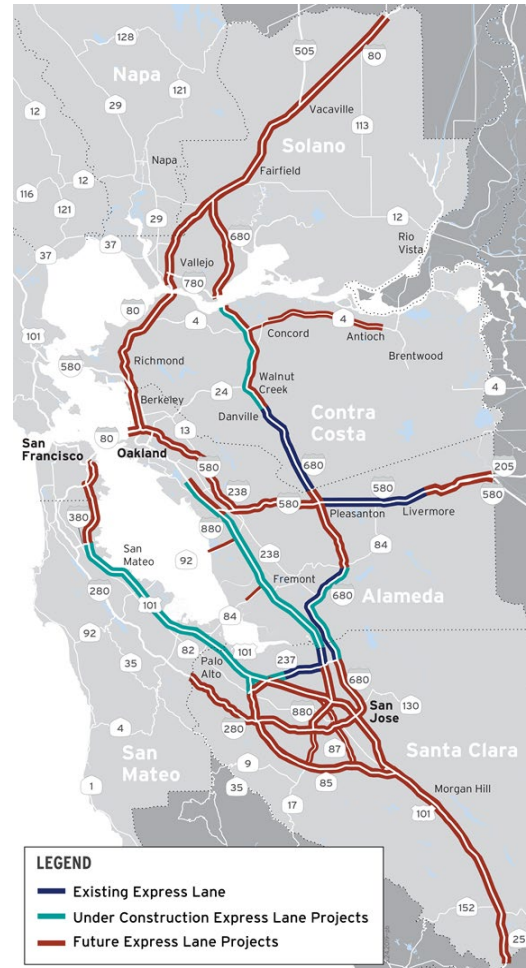 128
505
80
Napa
29
121
Vacaville
12
Solano
113
Napa
Fairfield
12
116
121
29
680
12
Rio
Vista
37
37
Vallejo
780
80
4
101
Concord
4
Antioch
Richmond
Brentwood
580
Walnut
Creek
24
4
Berkeley
Danville
Contra
Costa
San
Francisco
80
Oakland
13
680
205
580
238
580
580
580
Pleasanton
Livermore
380
880
San
Mateo
92
238
84
280
Fremont
680
Alameda
101
84
92
82
101
237
35
Palo
Alto
680
130
880
San
Jose
280
4
San
Mateo
87
Santa Clara
9
85
1
35
Morgan Hill
17
101
152
25
LEGEND
Existing Express Lane
Under Construction Express Lane Projects
Future Express Lane Projects